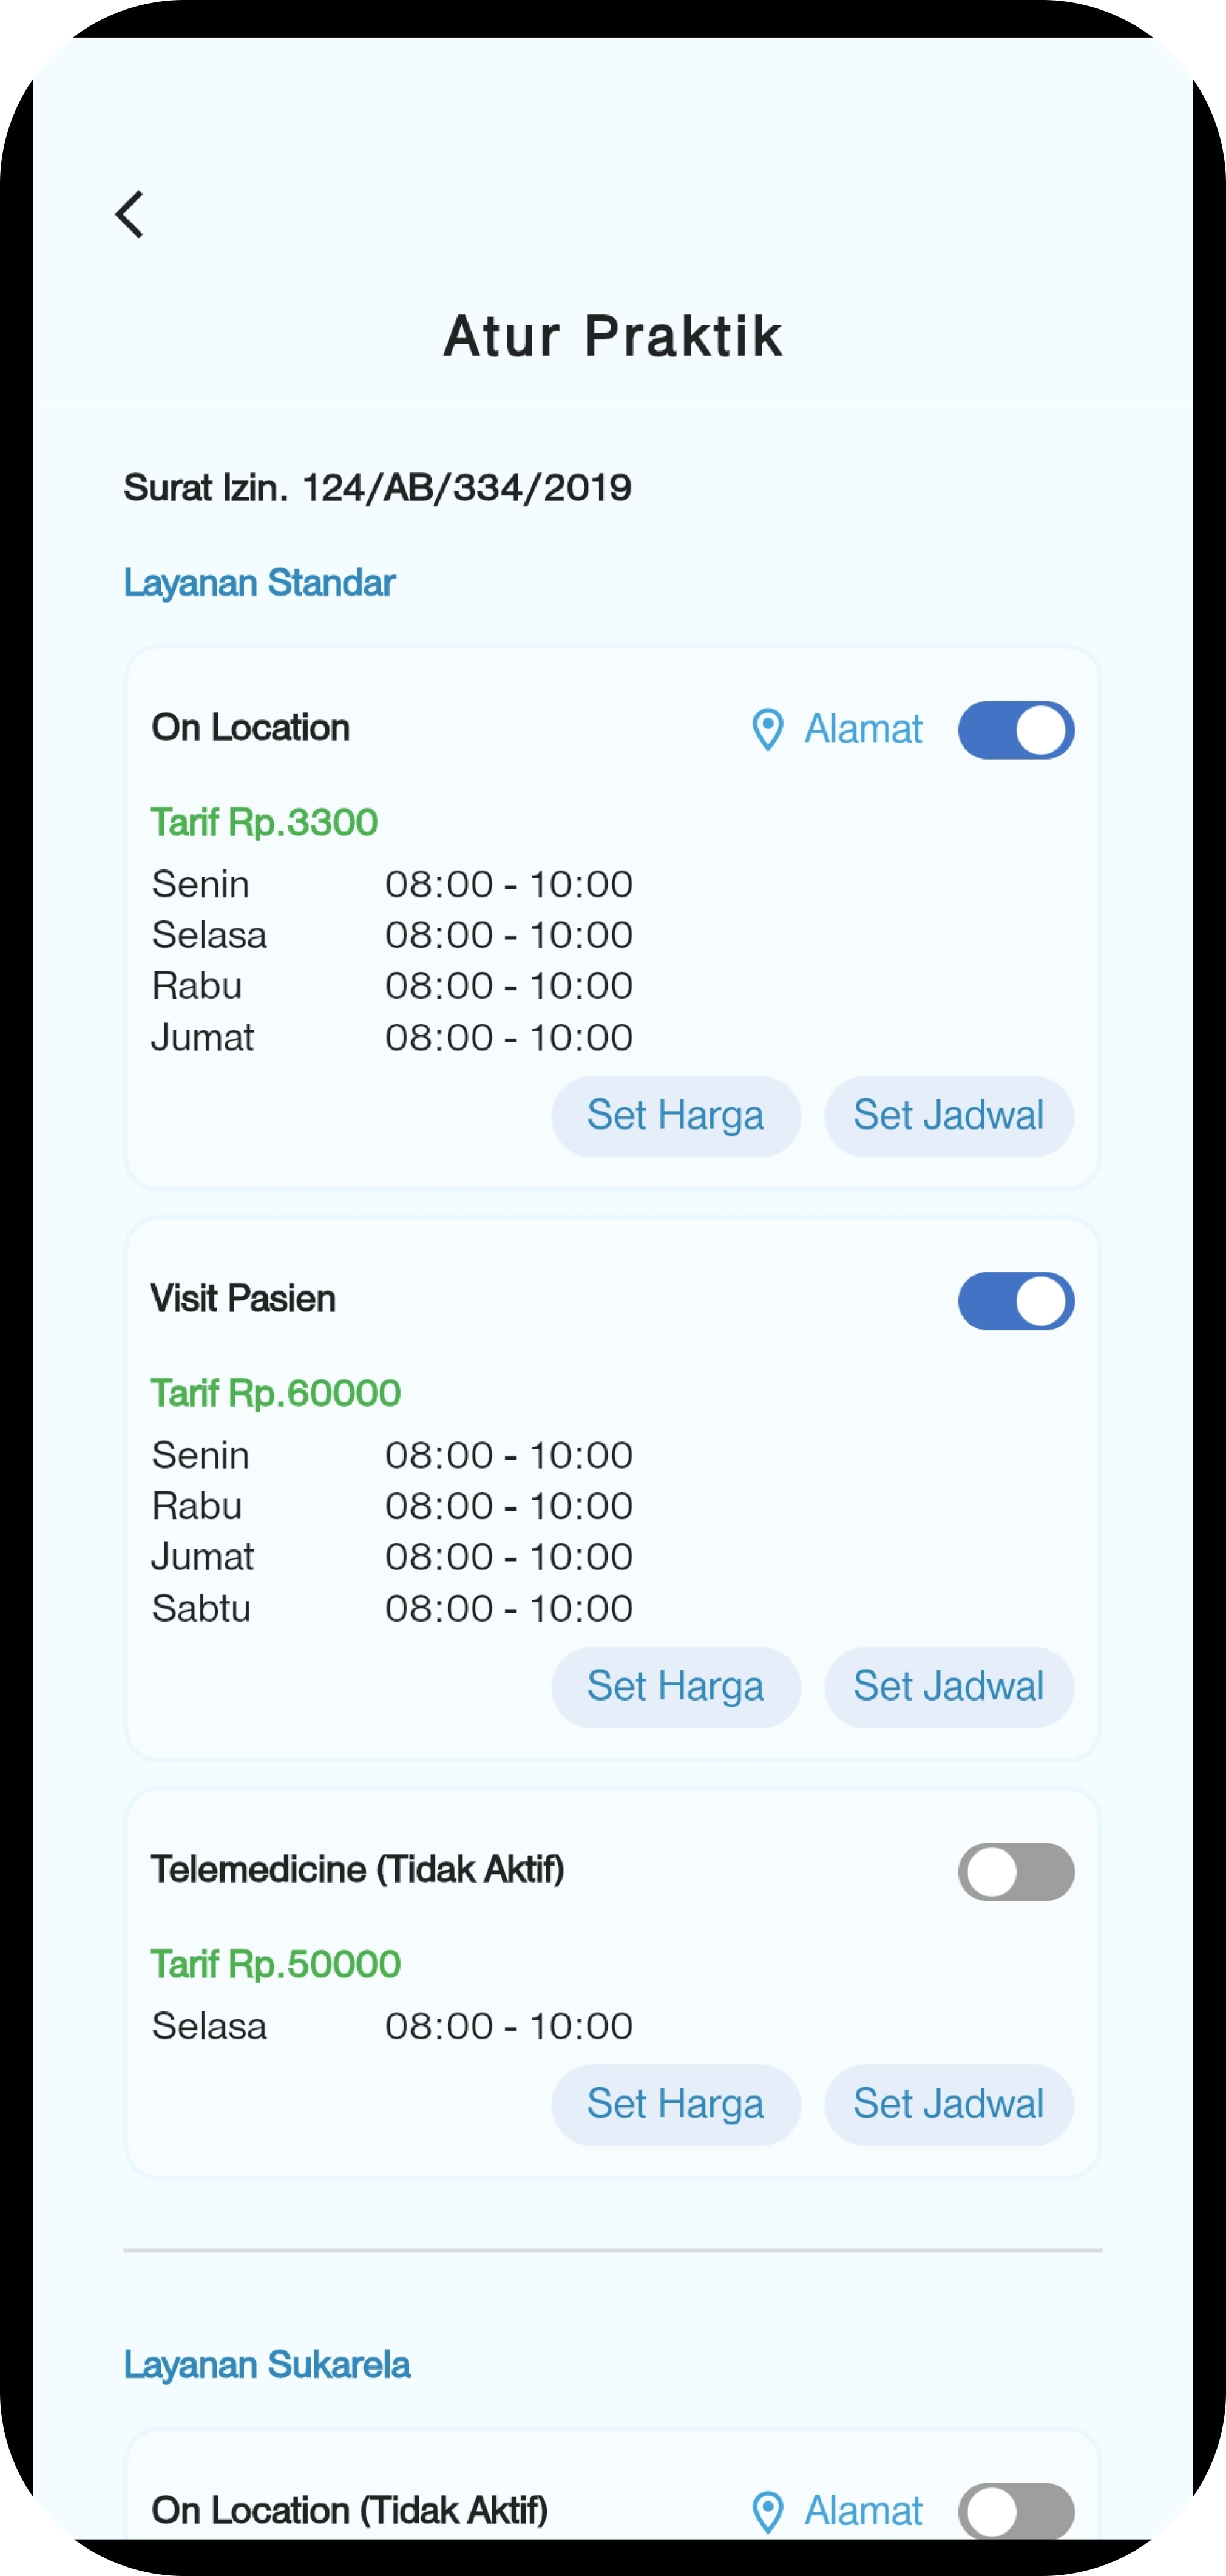 Atur Praktik
Surat Izin. 124/AB/334/2019
Layanan Standar
On Location Alamat
Tarif Rp.3300
Senin 08:00 - 10:00
Selasa 08:00 - 10:00
Rabu 08:00 - 10:00
Jumat 08:00 - 10:00
Set Harga Set Jadwal
Visit Pasien
Tarif Rp.60000
Senin 08:00 - 10:00
Rabu 08:00 - 10:00
Jumat 08:00 - 10:00
Sabtu 08:00 - 10:00
Set Harga Set Jadwal
Telemedicine (Tidak Aktif)
Tarif Rp.50000
Selasa 08:00 - 10:00
Set Harga Set Jadwal
Layanan Sukarela
On Location (Tidak Aktif) Alamat